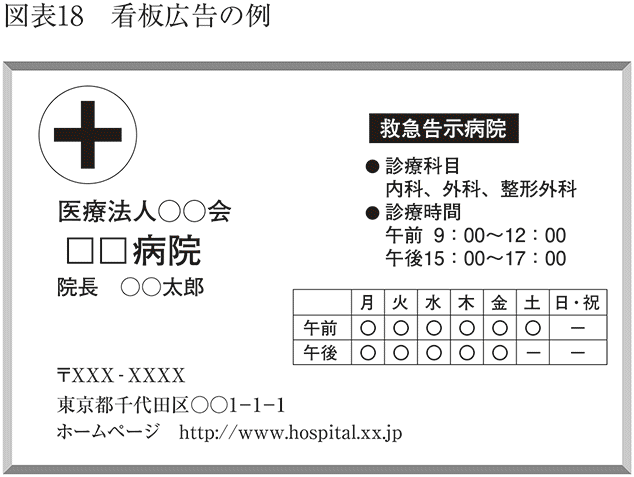 図表18　看板広告の例
医療法人○○会
□□病院
院長　○○太郎
救急告示病院
● 診療科目
内科、外科、整形外科
● 診療時間
午前 9：00～12：00
午後15：00～17：00
月 火 水 木 金 土 日・祝
午前 ○ ○ ○ ○ ○ ○ －
午後 ○ ○ ○ ○ ○ － －
〒XXX - XXXX
東京都千代田区○○1−1−1
ホームページ　http://www.hospital.xx.jp